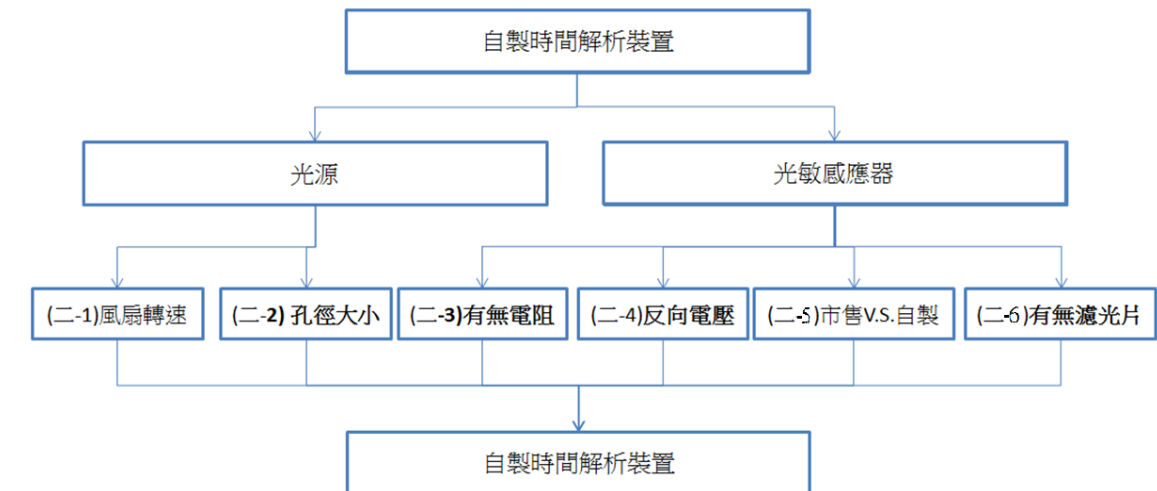 自製時間解析裝置
光源
光敏感應器
(二-1)風扇轉速
(二-2) 孔徑大小
(二-3)有無電阻
(二-4)反向電壓
(二-5)市售V.S.自製
(二-6)有無濾光片
自製時間解析裝置